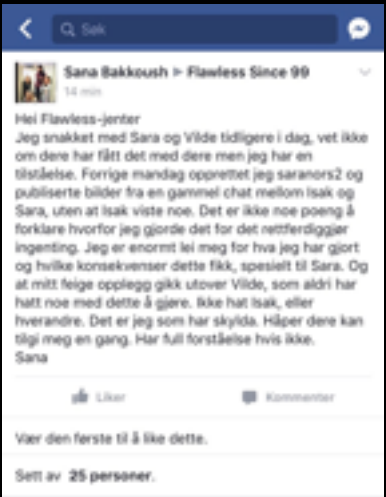 Søk
Sana Bakkoush ▸ Flawless Since 99
14 min
Hei Flawless-jenter
Jeg snakket med Sara og Vilde tidligere i dag, vet ikke
om dere har fått det med dere men jeg har en
tilståelse. Forrige mandag opprettet jeg saranors2 og
publiserte bilder fra en gammel chat mellom Isak og
Sara, uten at Isak viste noe. Det er ikke noe poeng å
forklare hvorfor jeg gjorde det for det rettferdiggjør
ingenting. Jeg er enormt lei meg for hva jeg har gjort
og hvilke konsekvenser dette fikk, spesielt til Sara. Og
at mitt feige opplegg gikk utover Vilde, som aldri har
hatt noe med dette å gjøre. Ikke hat Isak, eller
hverandre. Det er jeg som har skylda. Håper dere kan
tilgi meg en gang. Har full forståelse hvis ikke.
Sana
Liker
Kommenter
Vær den første til å like dette.
Sett av 25 personer.